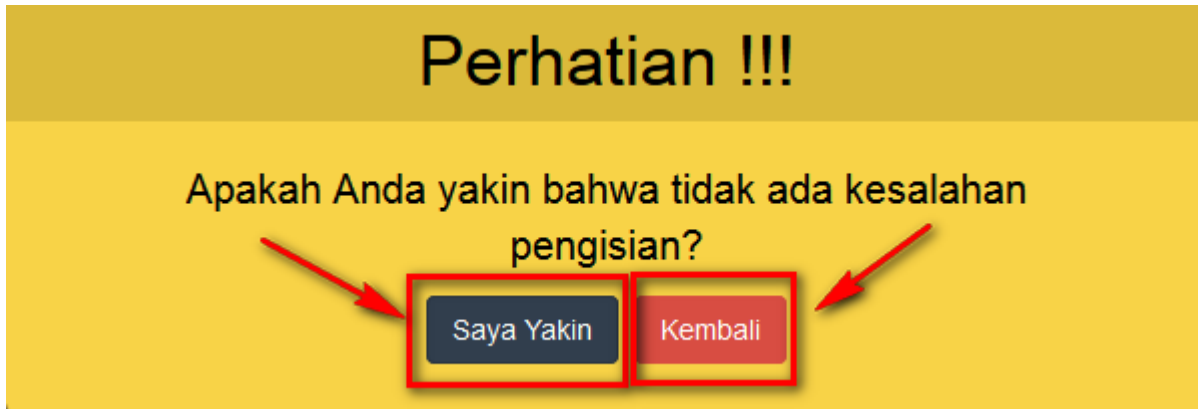 Perhatian !!!
Apakah Anda yakin bahwa tidak ada kesalahan
pengisian?
Saya Yakin
Kembali